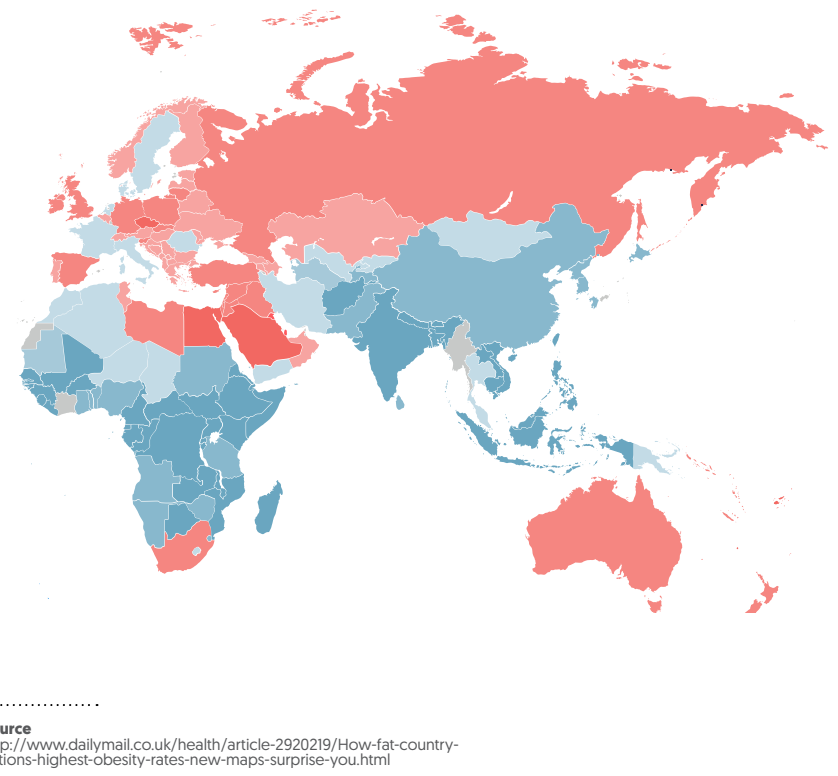 urce
p://www.dailymail.co.uk/health/article-2920219/How-fat-country-
tions-highest-obesity-rates-new-maps-surprise-you.html